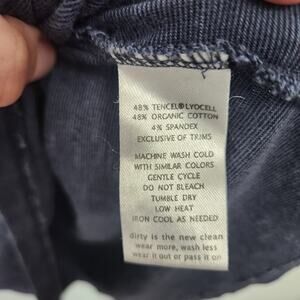 48% TENCEL®LYOCELL
48% ORGANIC COTTON
4% SPANDEX
EXCLUSIVE OF TRIMS
MACHINE WASH COLD
WITH SIMILAR COLORS
GENTLE CYCLE
DO NOT BLEACH
TUMBLE DRY
LOW HEAT
IRON COOL AS NEEDED
dirty is the new clean
wear more, wash less
wear it out or pass it on